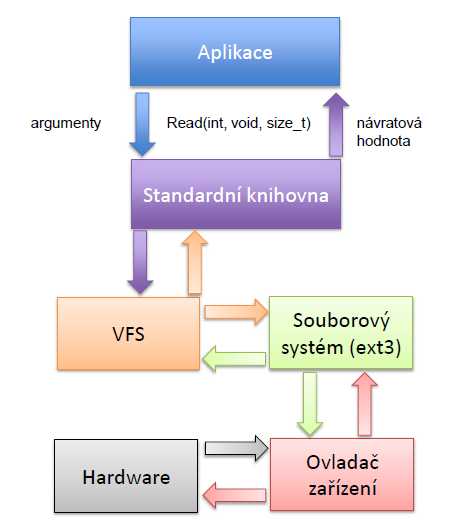 Aplikace
argumenty
Read(int, void, size_t)
návratová
hodnota
Standardní knihovna
VFS
Souborový
systém (ext3)
Hardware
Ovladač
zařízení